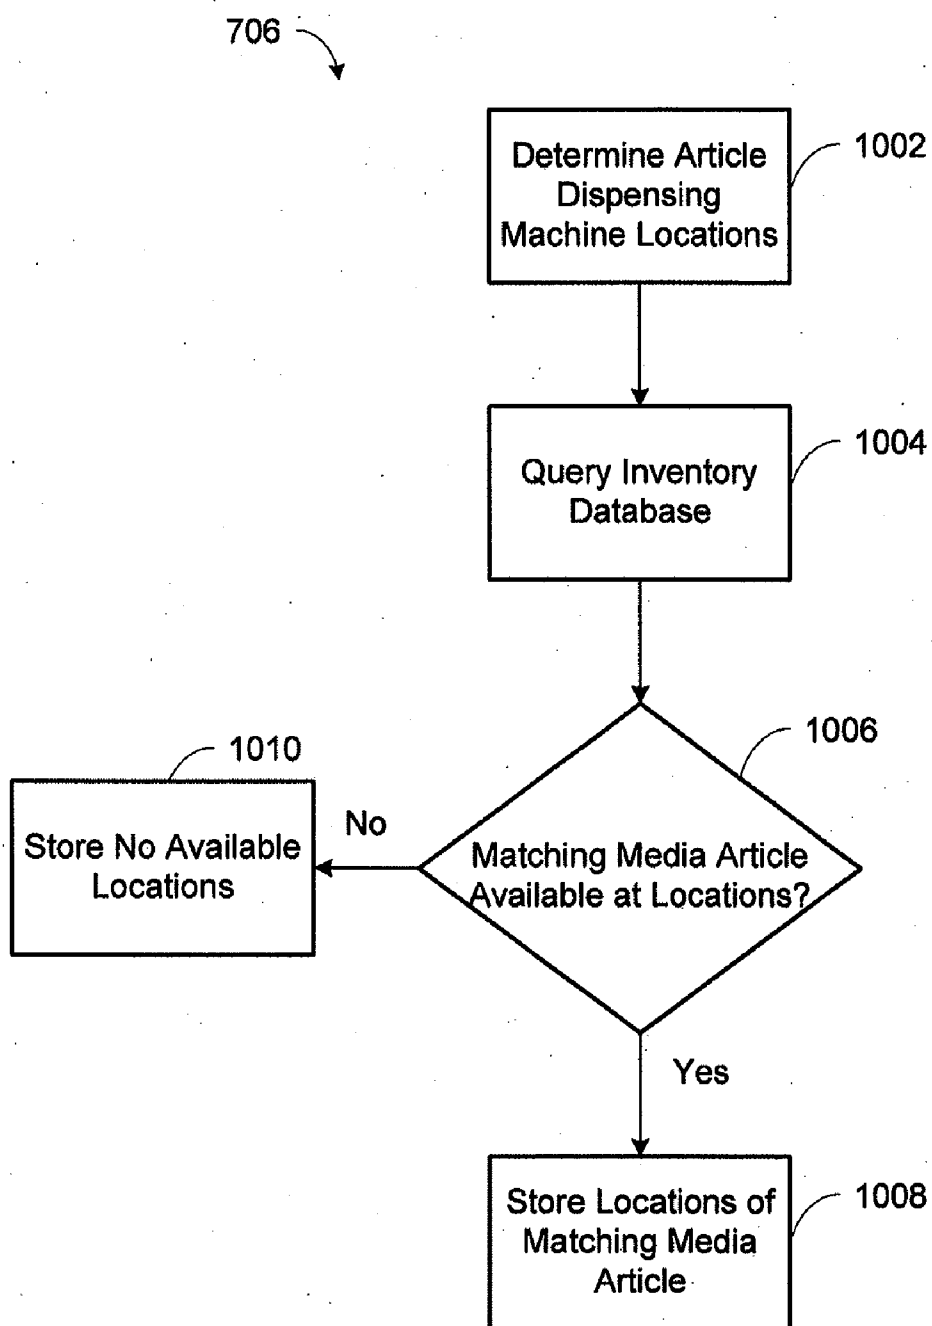 706
Determine Article
Dispensing
Machine Locations
1002
Query Inventory
Database
1004
Matching Media Article
Available at Locations?
1006
No
Store No Available
Locations
1010
Yes
Store Locations of
Matching Media
Article
1008